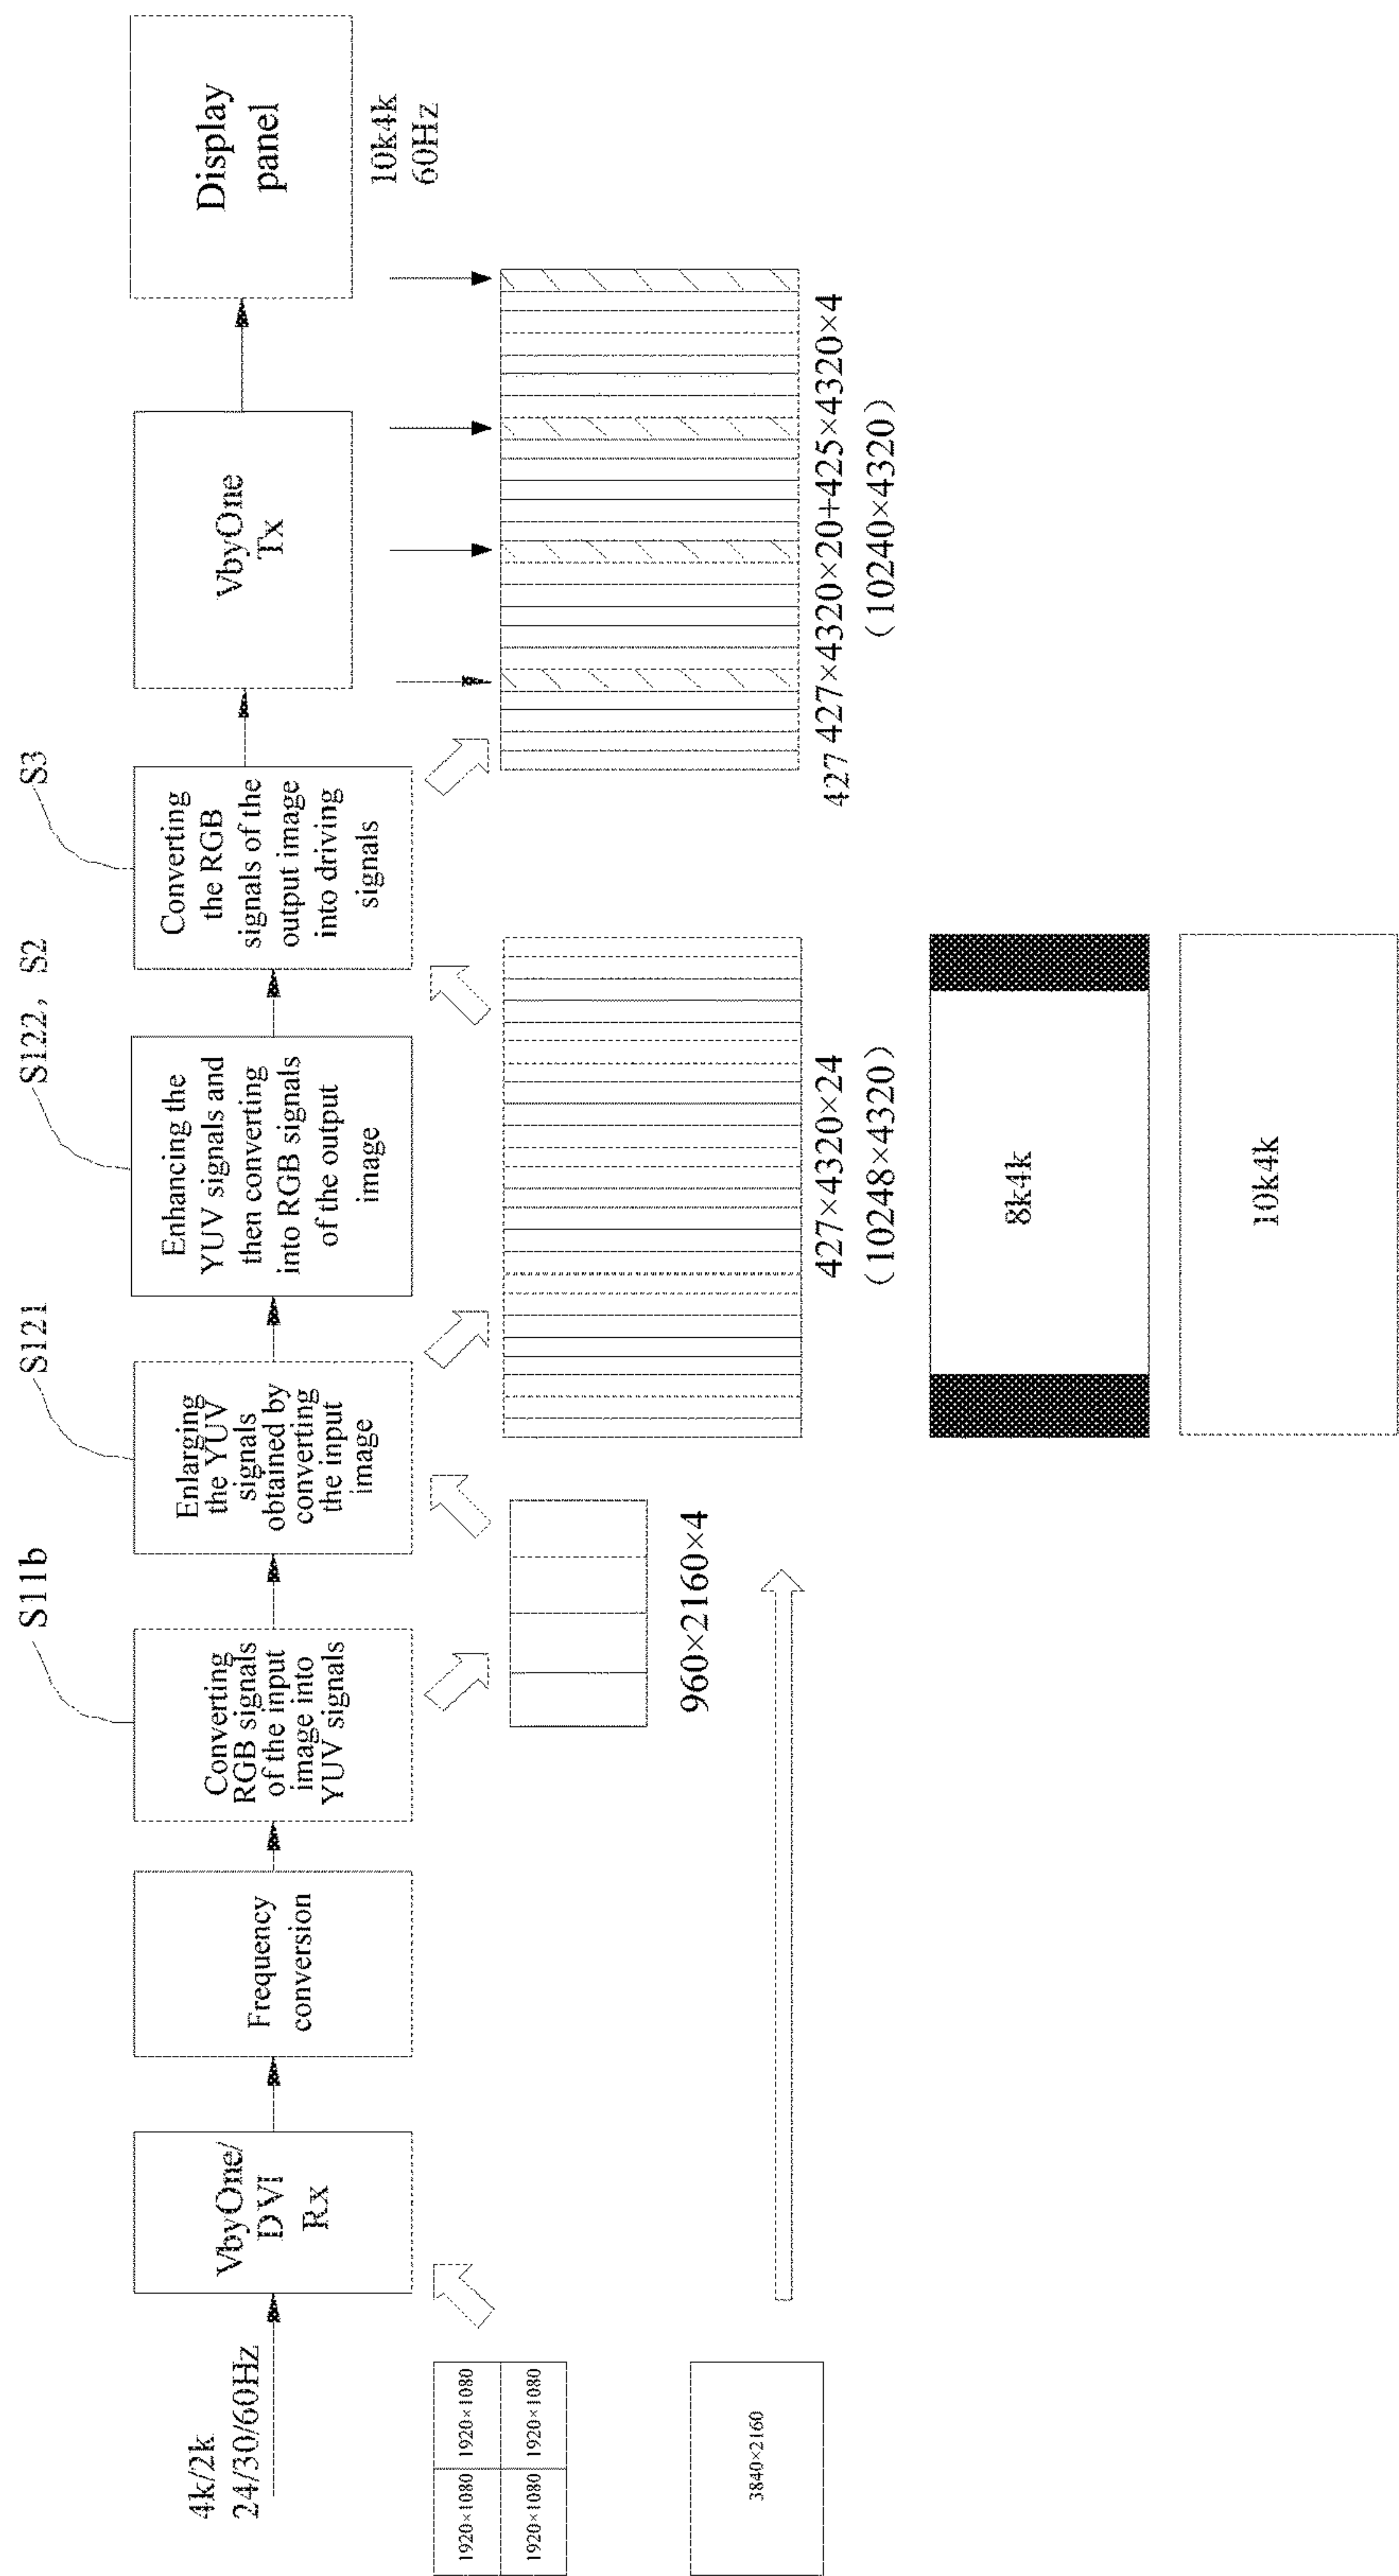 S11b
S121
S122, S2
S3
4k/2k
24/30/60Hz
VbyOne/
DVI
Rx
Frequency
conversion
Converting
RGB signals
of the input
image into
YUV signals
Enlarging
the YUV
signals
obtained by
converting
the input
image
Enhancing the
YUV signals and
then converting
into RGB signals
of the output
image
Converting
the RGB
signals of the
output image
into driving
signals
VbyOne
Tx
Display
panel
10k4k
60Hz
1920×1080
1920×1080
1920×1080
1920×1080
960×2160×4
427×4320×24
(10248×4320)
427
427×4320×20+425×4320×4
(10240×4320)
3840×2160
8k4k
10k4k